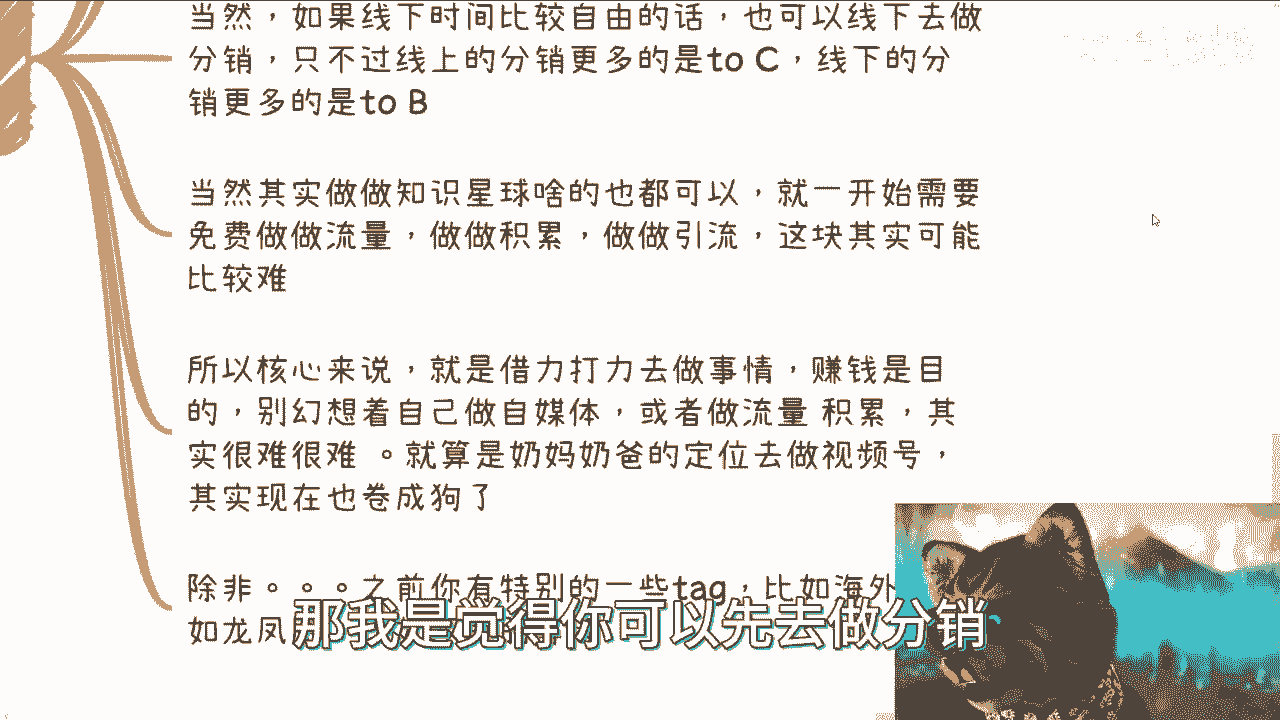 当然，如果线下时间比较自由的话，也可以线下去做
分销，只不过线上的分销更多的是to C，线下的分
销更多的是to B
当然其实做做知识星球啥的也都可以，就一开始需要
免费做做流量，做做积累，做做引流，这块其实可能
比较难
所以核心来说，就是借力打力去做事情，赚钱是目
的，别幻想着自己做自媒体，或者做流量 积累，其
实很难很难 。就算是奶妈奶爸的定位去做视频号，
其实现在也卷成狗了
除非。。。之前你有特别的一些tag，比如海外
如龙凤
那我是觉得你可以先去做分销